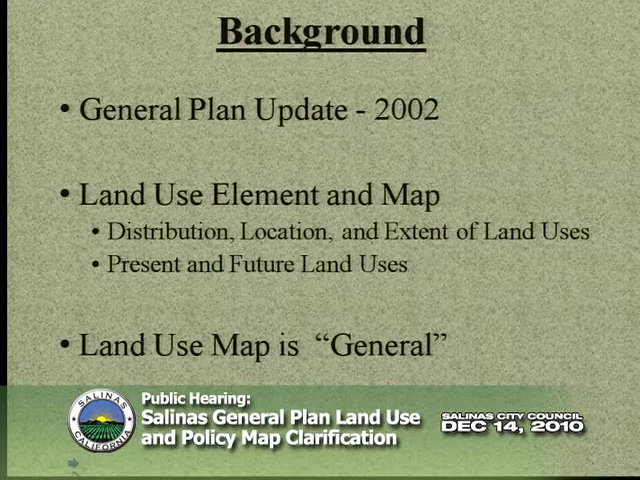 Background
• General Plan Update - 2002
• Land Use Element and Map
• Distribution, Location, and Extent of Land Uses
• Present and Future Land Uses
• Land Use Map is “General”
Public Hearing:
Salinas General Plan Land Use
and Policy Map Clarification
SALINAS CITY COUNCIL
DEC 14, 2010
SALINAS
CALIFORNIA